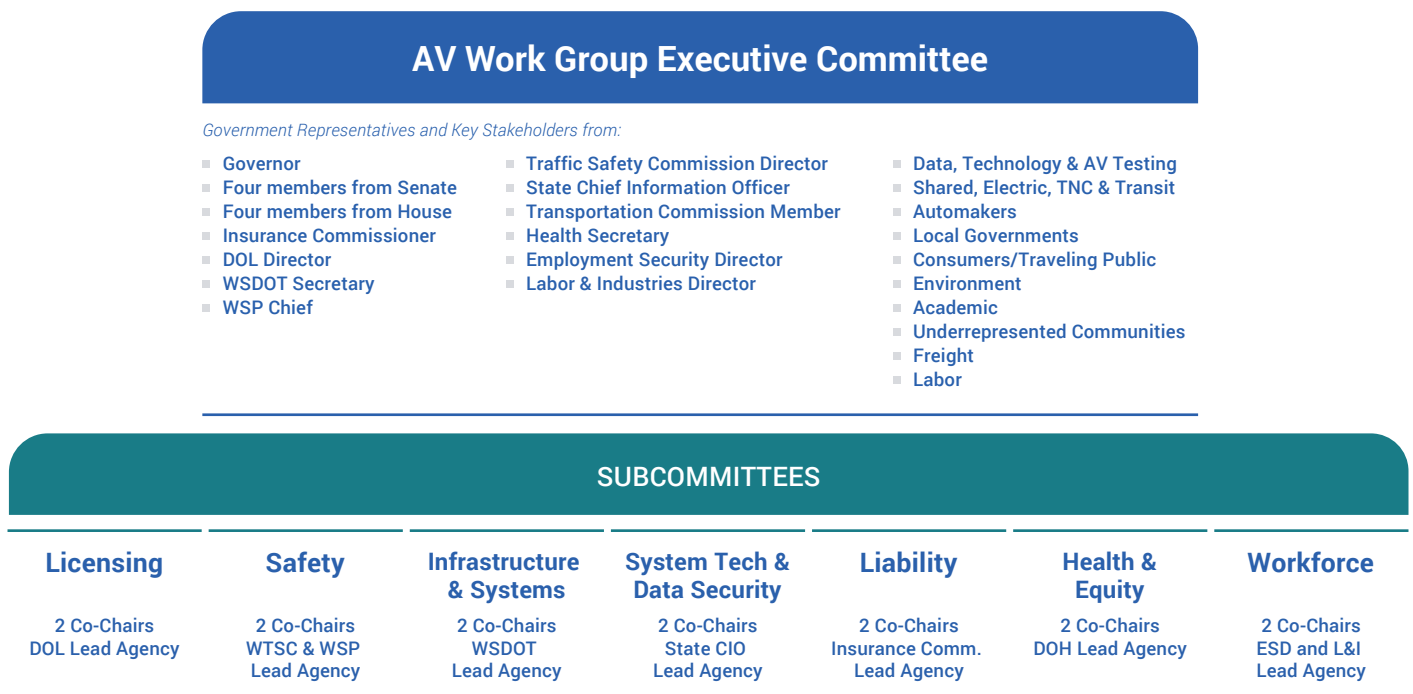 AV Work Group Executive Committee
Government Representatives and Key Stakeholders from:
Governor
Four members from Senate
Four members from House
Insurance Commissioner
DOL Director
WSDOT Secretary
WSP Chief
Traffic Safety Commission Director
State Chief Information Officer
Transportation Commission Member
Health Secretary
Employment Security Director
Labor & Industries Director
Data, Technology & AV Testing
Shared, Electric, TNC & Transit
Automakers
Local Governments
Consumers/Traveling Public
Environment
Academic
Underrepresented Communities
Freight
Labor
SUBCOMMITTEES
Licensing
2 Co-Chairs
DOL Lead Agency
Safety
2 Co-Chairs
WTSC & WSP
Lead Agency
Infrastructure
& Systems
2 Co-Chairs
WSDOT
Lead Agency
System Tech &
Data Security
2 Co-Chairs
State CIO
Lead Agency
Liability
2 Co-Chairs
Insurance Comm.
Lead Agency
Health &
Equity
2 Co-Chairs
DOH Lead Agency
Workforce
2 Co-Chairs
ESD and L&I
Lead Agency